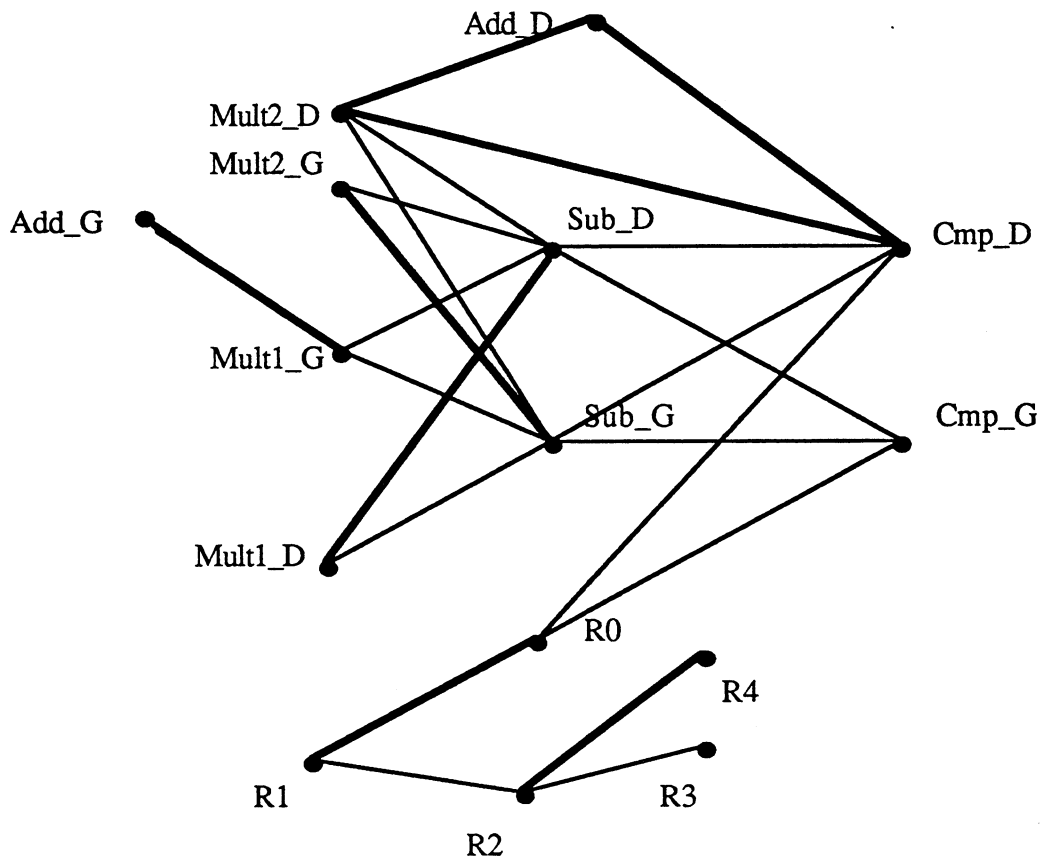 Add_D
Mult2_D
Mult2_G
Add_G
Sub_D
Cmp_D
Mult1_G
Sub_G
Cmp_G
Mult1_D
R0
R4
R1
R3
R2